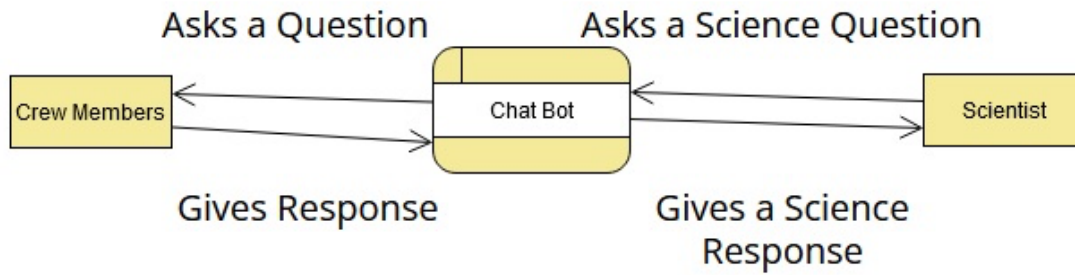 Asks a Question
Asks a Science Question
Crew Members
Chat Bot
Scientist
Gives Response
Gives a Science
Response